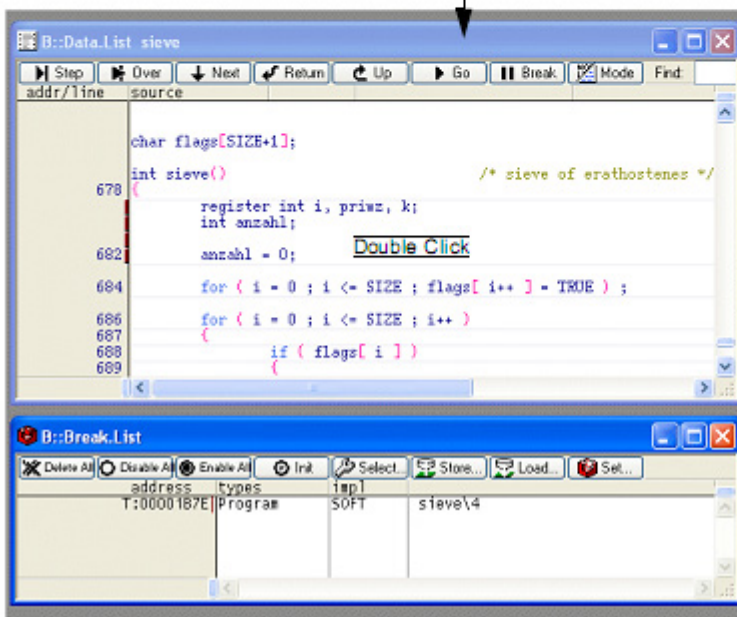 B::Data.List sieve
Step Over Next Return Up Go Break Mode Find:
addr/line source
char flags[SIZE+1];
int sieve() /* sieve of erathostenes */
678 {
register int i, primz, k;
int anzahl;
682 anzahl = 0; Double Click
684 for ( i = 0 ; i <= SIZE ; flags[ i++ ] = TRUE ) ;
686 for ( i = 0 ; i <= SIZE ; i++ )
687 {
688 if ( flags[ i ] )
689 {
B::Break.List
Delete All Disable All Enable All Init Select... Store... Load... Set...
address types impl
T:00001B7E Program SOFT sieve\4